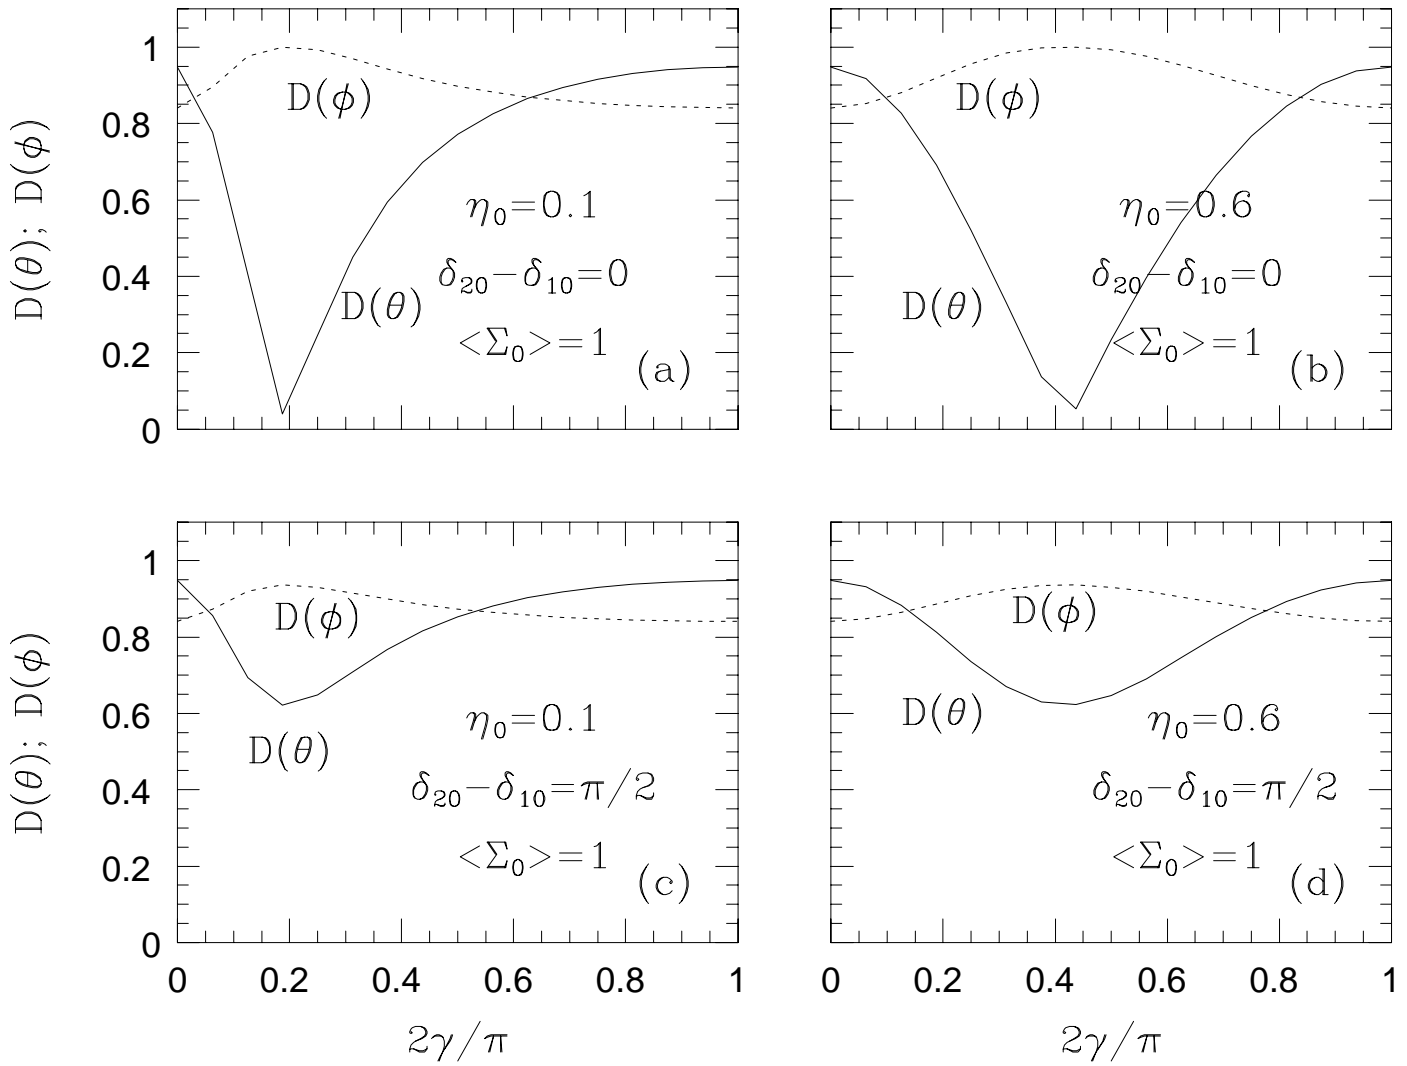 D(θ); D(ϕ)
1
0.8
0.6
0.4
0.2
0
D(ϕ)
η₀=0.1
δ₂₀−δ₁₀=0
D(θ)
<Σ₀>=1
(a)
D(ϕ)
η₀=0.6
δ₂₀−δ₁₀=0
D(θ)
<Σ₀>=1
(b)
D(θ); D(ϕ)
1
0.8
0.6
0.4
0.2
0
D(ϕ)
η₀=0.1
D(θ)
δ₂₀−δ₁₀=π/2
<Σ₀>=1
(c)
0 0.2 0.4 0.6 0.8 1
2γ/π
D(ϕ)
D(θ)
η₀=0.6
δ₂₀−δ₁₀=π/2
<Σ₀>=1
(d)
0 0.2 0.4 0.6 0.8 1
2γ/π